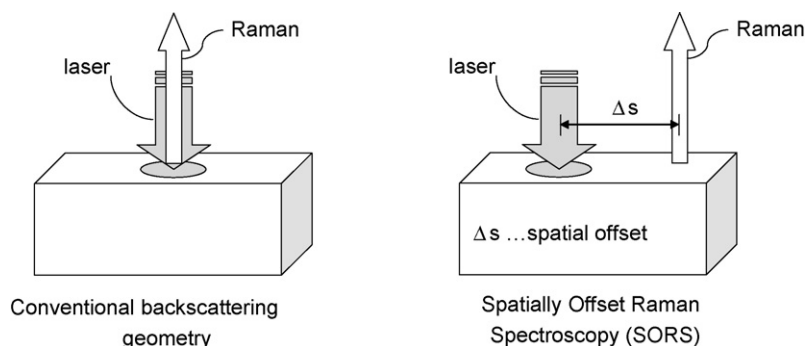 Raman
laser
Conventional backscattering
geometry
Raman
laser
Δs
Δs ...spatial offset
Spatially Offset Raman
Spectroscopy (SORS)